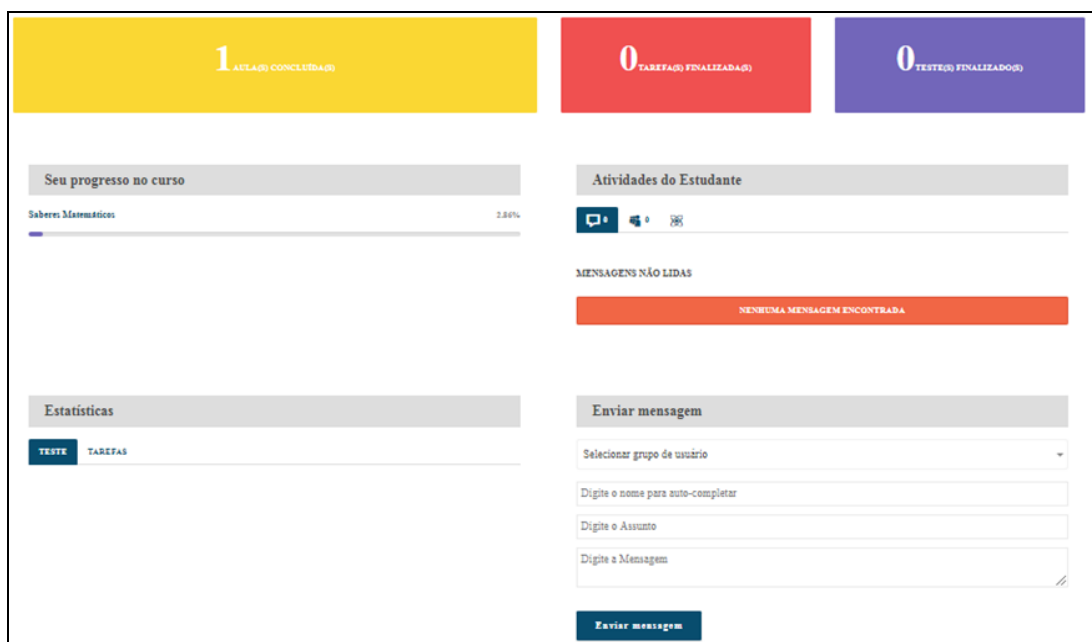 1 AULA(S) CONCLUÍDA(S)
0 TAREFA(S) FINALIZADA(S)
0 TESTE(S) FINALIZADO(S)
Seu progresso no curso
Saberes Matemáticos 2.86%
Atividades do Estudante
0 0
MENSAGENS NÃO LIDAS
NENHUMA MENSAGEM ENCONTRADA
Estatísticas
TESTE TAREFAS
Enviar mensagem
Selecionar grupo de usuário
Digite o nome para auto-completar
Digite o Assunto
Digite a Mensagem
Enviar mensagem